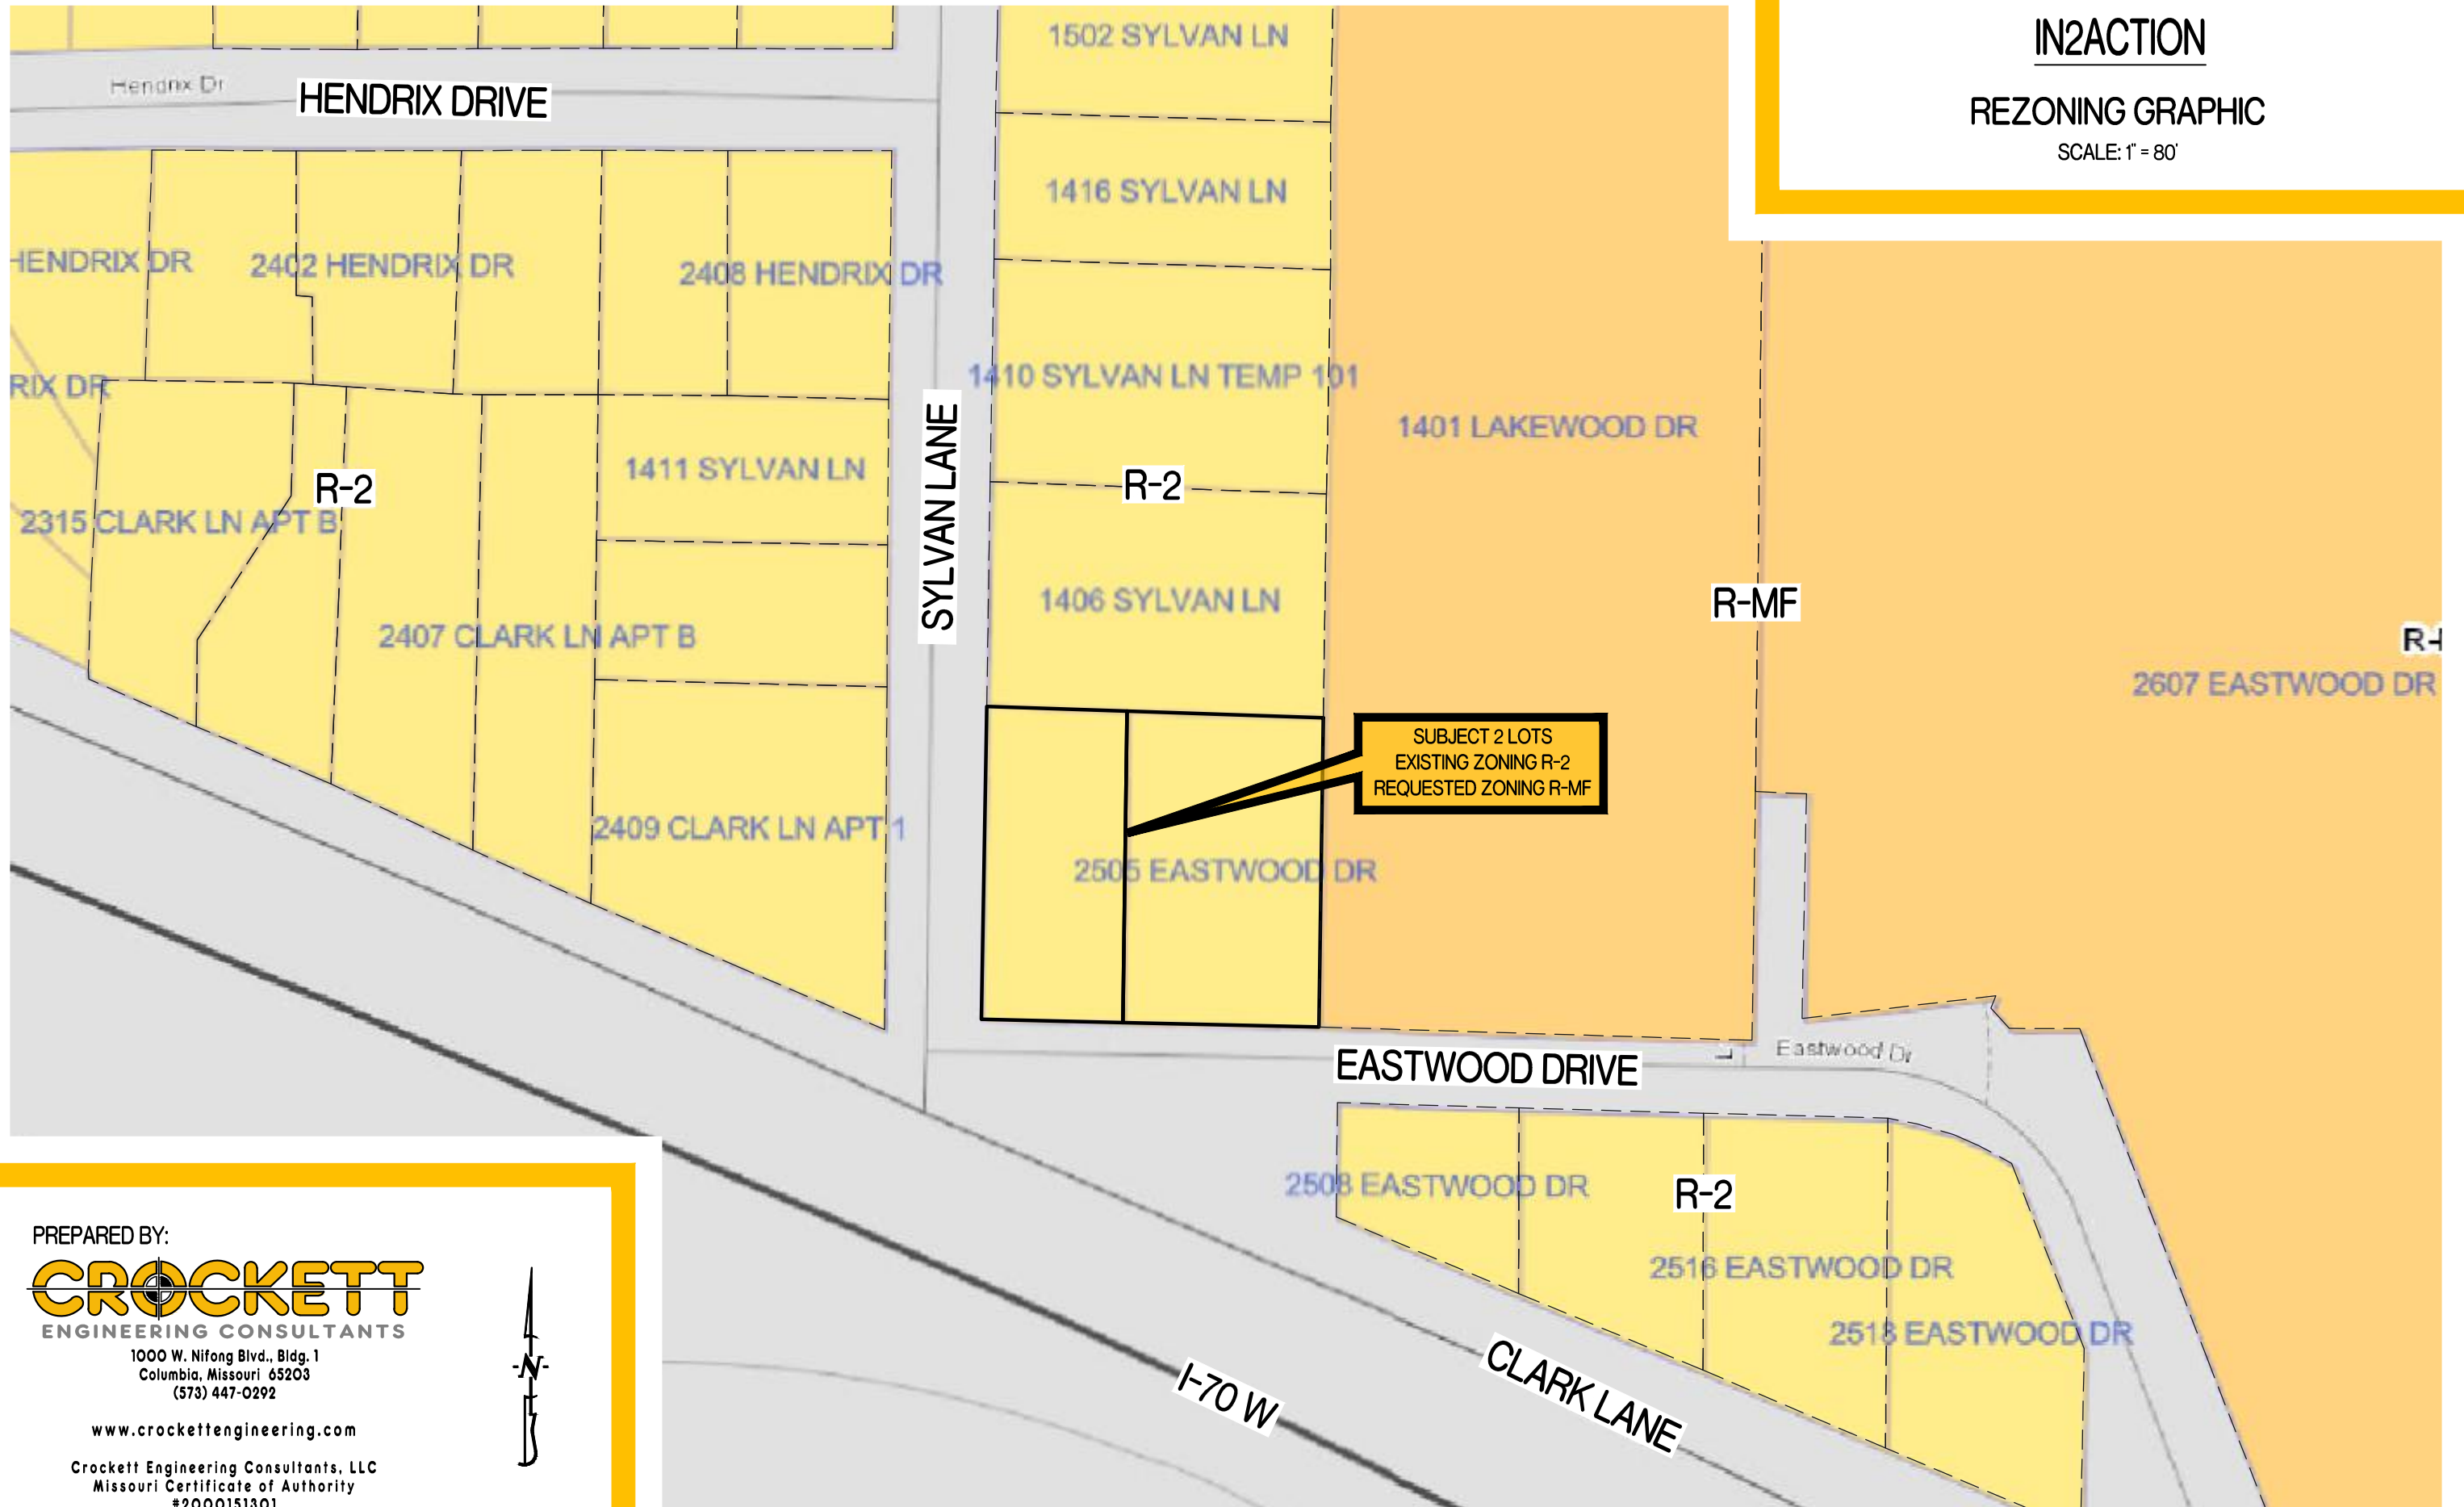 IN2ACTION
REZONING GRAPHIC
SCALE: 1" = 80'
1502 SYLVAN LN
Hendrix Dr
HENDRIX DRIVE
1416 SYLVAN LN
HENDRIX DR
2402 HENDRIX DR
2408 HENDRIX DR
1410 SYLVAN LN TEMP 101
RIX DR
1401 LAKEWOOD DR
SYLVAN LANE
1411 SYLVAN LN
R-2
R-2
2315 CLARK LN APT B
1406 SYLVAN LN
R-MF
2407 CLARK LN APT B
2607 EASTWOOD DR
SUBJECT 2 LOTS
EXISTING ZONING R-2
REQUESTED ZONING R-MF
2409 CLARK LN APT 1
2505 EASTWOOD DR
EASTWOOD DRIVE
Eastwood Dr
2508 EASTWOOD DR
R-2
2516 EASTWOOD DR
2518 EASTWOOD DR
CLARK LANE
I-70 W
PREPARED BY:
CROCKETT
ENGINEERING CONSULTANTS
1000 W. Nifong Blvd., Bldg. 1
Columbia, Missouri 65203
(573) 447-0292
www.crockettengineering.com
Crockett Engineering Consultants, LLC
Missouri Certificate of Authority
#2000151301
N